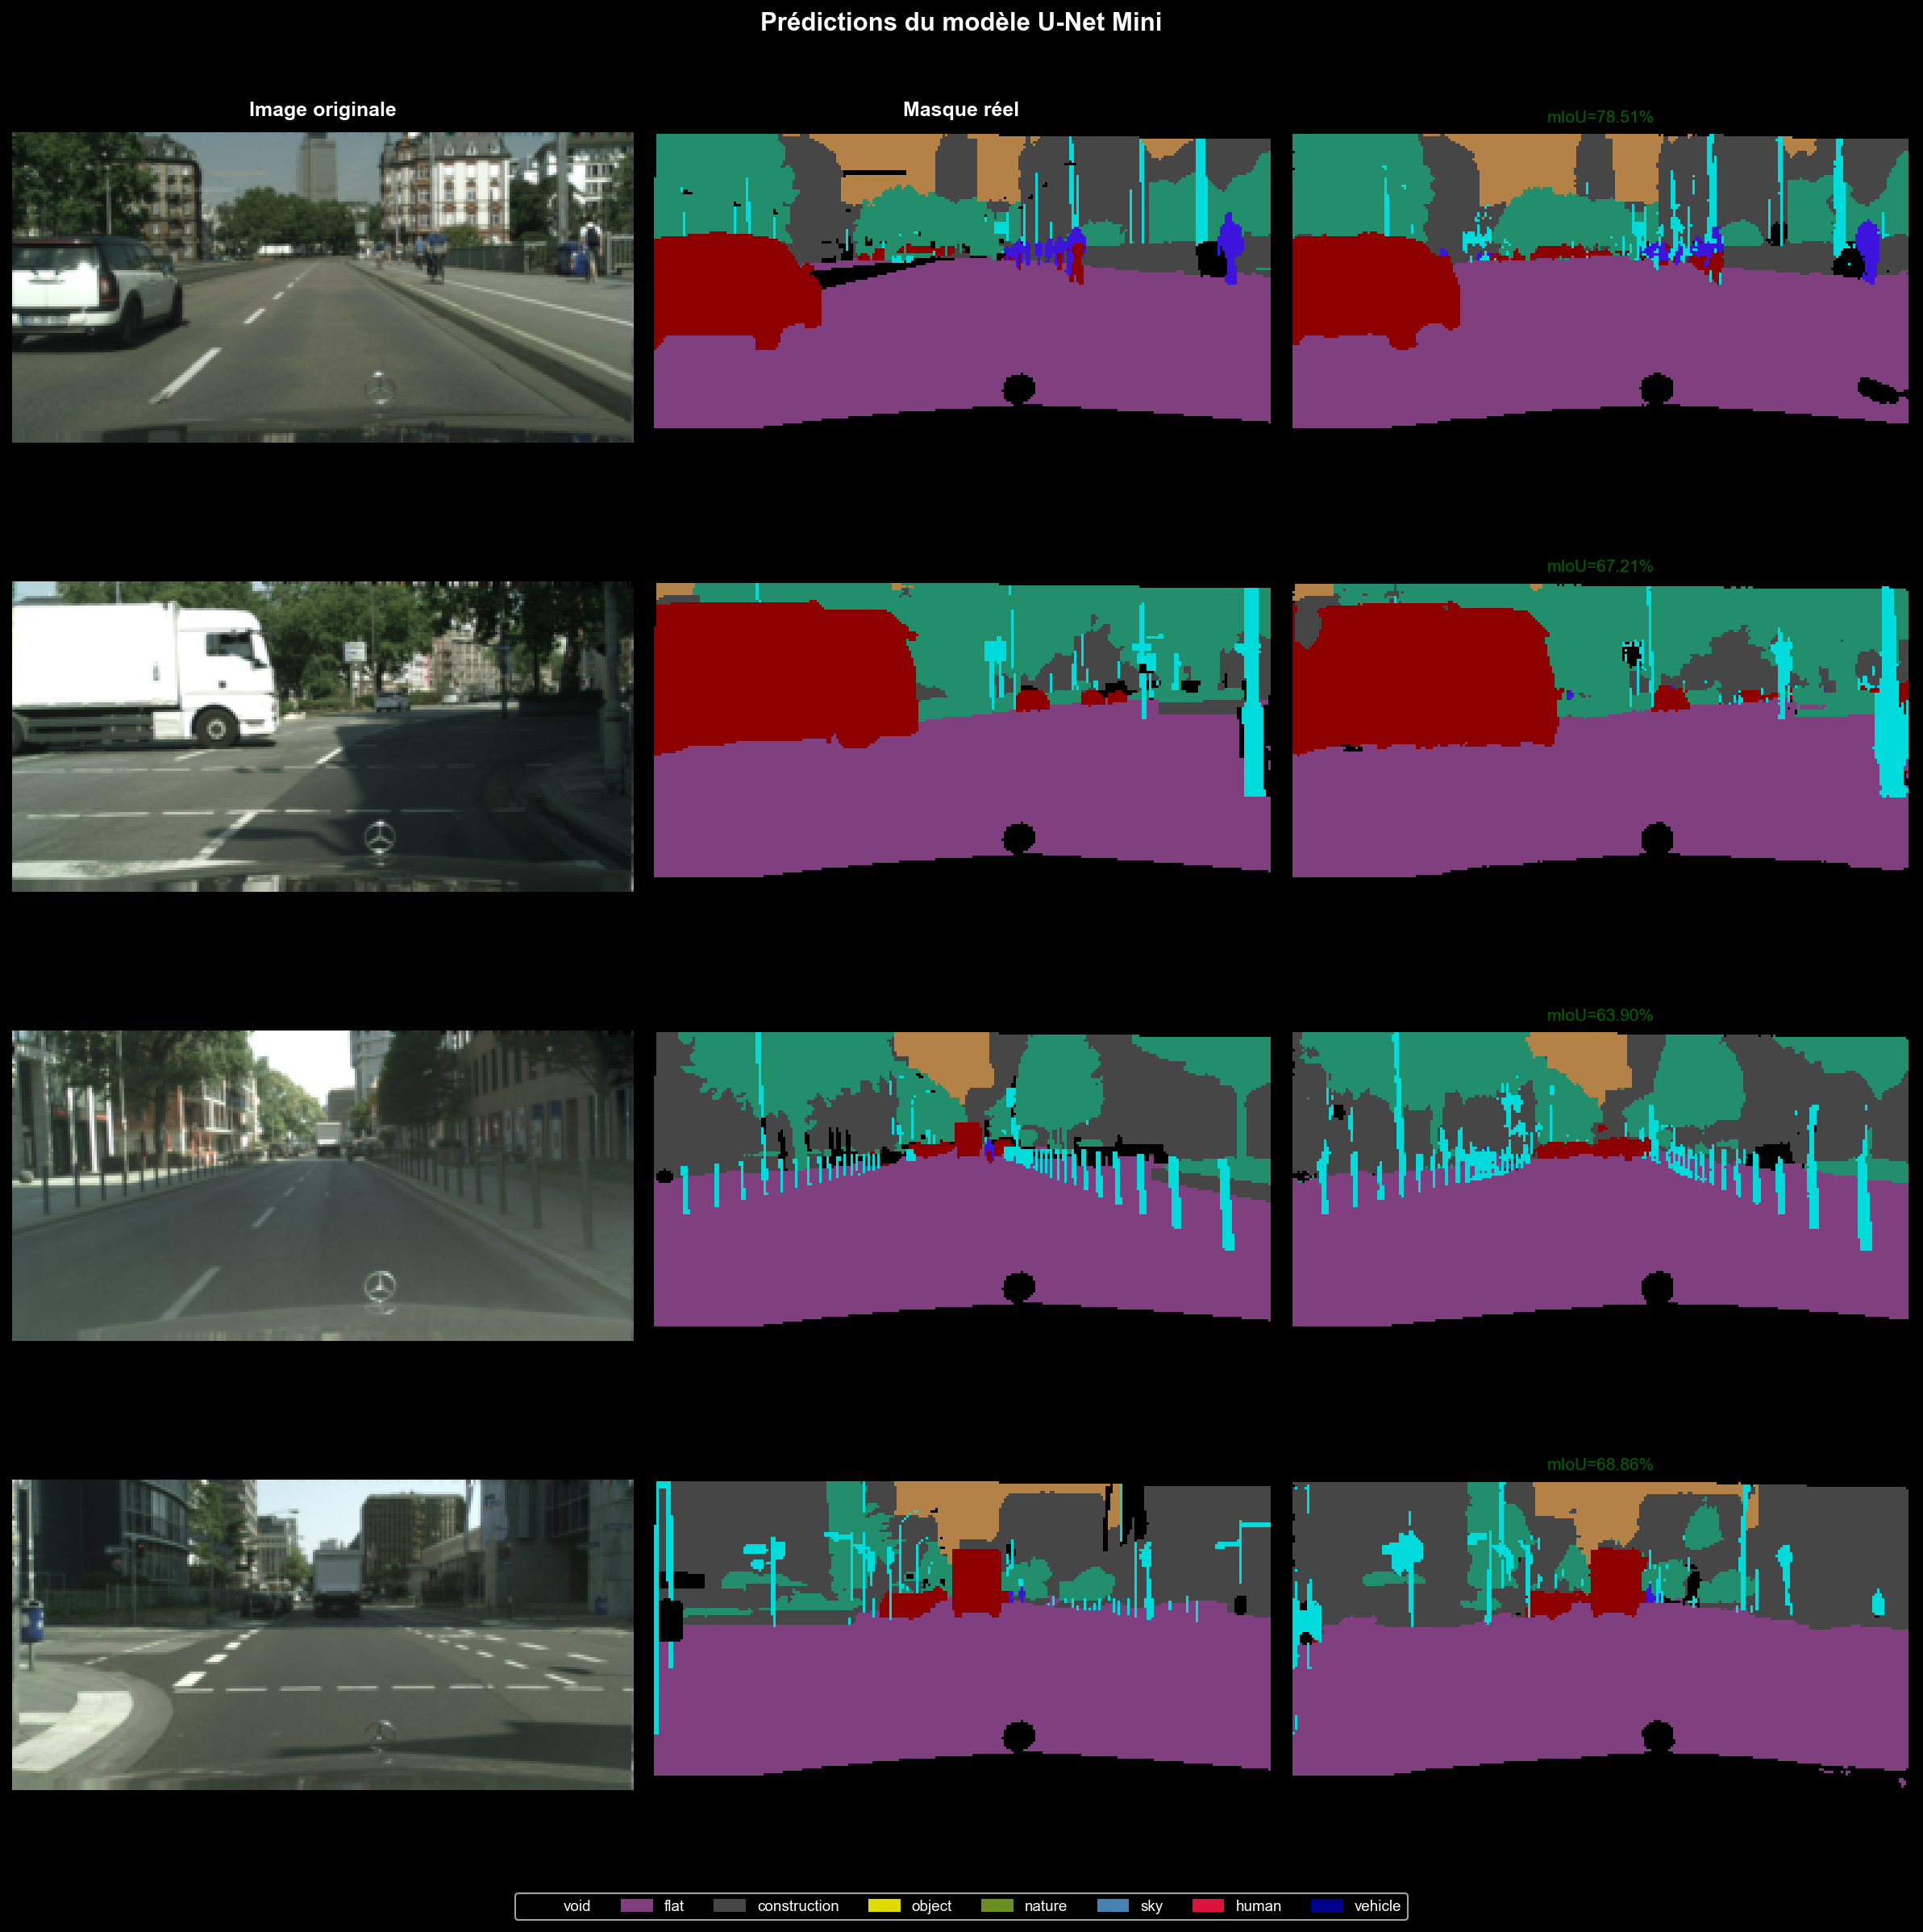 Prédictions du modèle U-Net Mini
Image originale
Masque réel
mIoU=78.51%
mIoU=67.21%
mIoU=63.90%
mIoU=68.86%
void flat construction object nature sky human vehicle